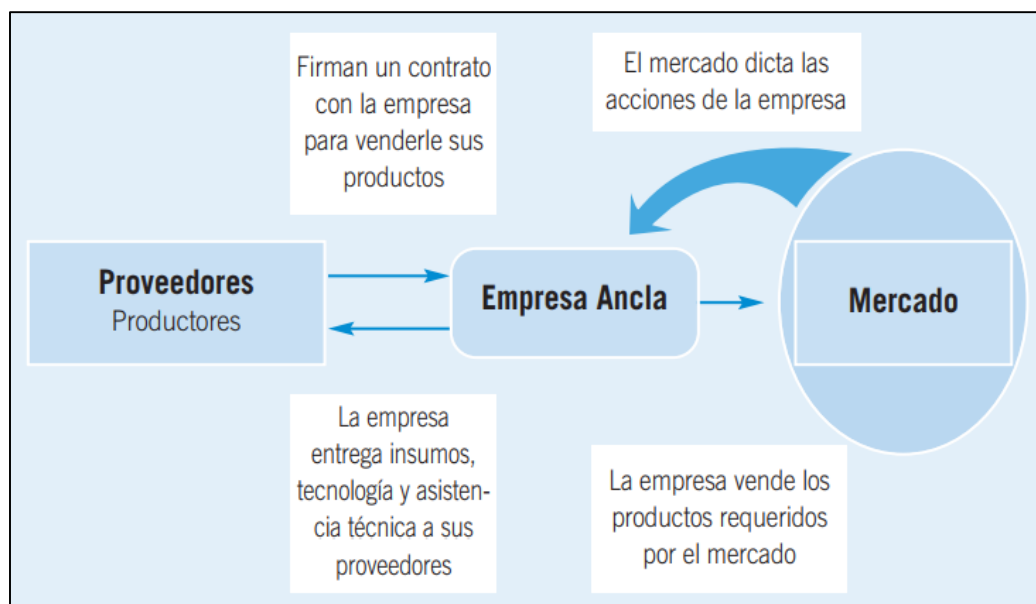 Firman un contrato
con la empresa
para venderle sus
productos
El mercado dicta las
acciones de la empresa
Proveedores
Productores
Empresa Ancla
Mercado
La empresa
entrega insumos,
tecnología y asisten-
cia técnica a sus
proveedores
La empresa vende los
productos requeridos
por el mercado